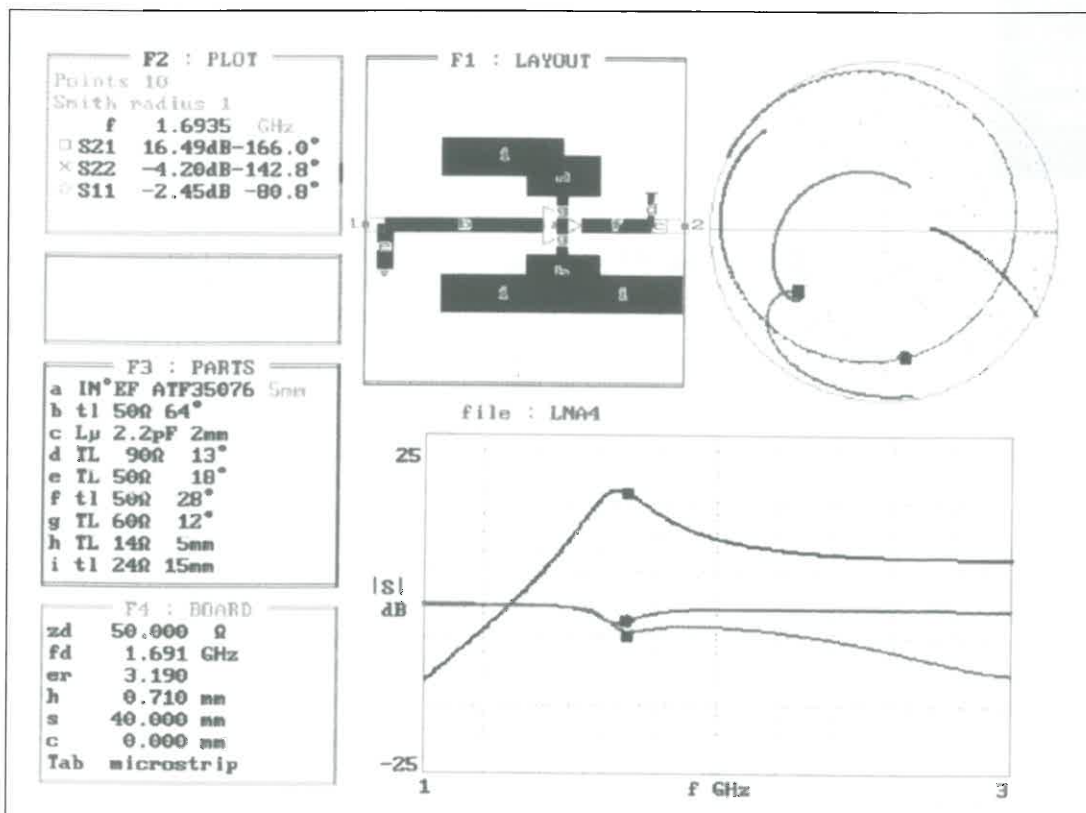 F2 : PLOT
Points 10
Smith radius 1
f 1.6935 GHz
S21 16.49dB-166.0°
× S22 -4.20dB-142.8°
S11 -2.45dB -80.8°
F1 : LAYOUT
i
h
1
b
a
f
2
h
i
i
F3 : PARTS
a IN°EF ATF35076 5mm
b tl 50Ω 64°
c Lµ 2.2pF 2mm
d TL 90Ω 13°
e TL 50Ω 18°
f tl 50Ω 28°
g TL 60Ω 12°
h TL 14Ω 5mm
i tl 24Ω 15mm
F4 : BOARD
zd 50.000 Ω
fd 1.691 GHz
er 3.190
h 0.710 mm
s 40.000 mm
c 0.000 mm
Tab microstrip
file : LNA4
25
|S|
dB
-25
1
f GHz
3